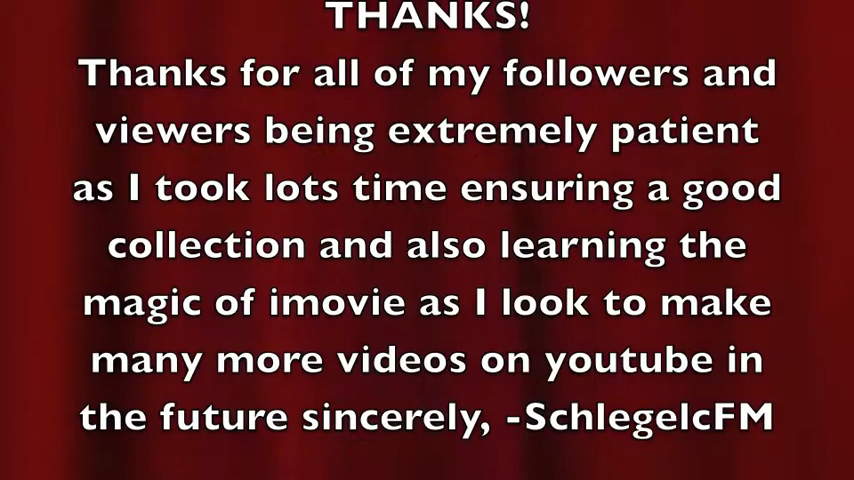 THANKS!
Thanks for all of my followers and
viewers being extremely patient
as I took lots time ensuring a good
collection and also learning the
magic of imovie as I look to make
many more videos on youtube in
the future sincerely, -SchlegelcFM